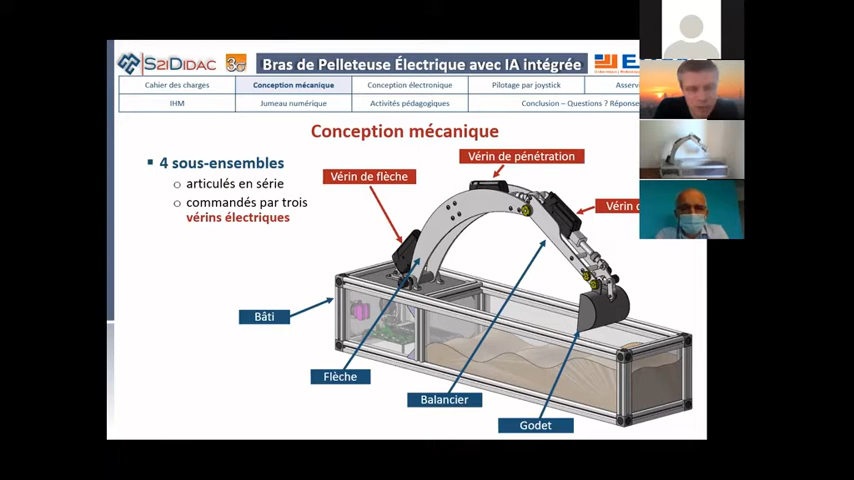 S2IDIDAC
Bras de Pelleteuse Électrique avec IA intégrée
Cahier des charges
Conception mécanique
Conception électronique
Pilotage par joystick
IHM
Jumeau numérique
Activités pédagogiques
Conclusion – Questions ? Réponse
Conception mécanique
4 sous-ensembles
articulés en série
commandés par trois
vérins électriques
Vérin de flèche
Vérin de pénétration
Vérin
Bâti
Flèche
Balancier
Godet